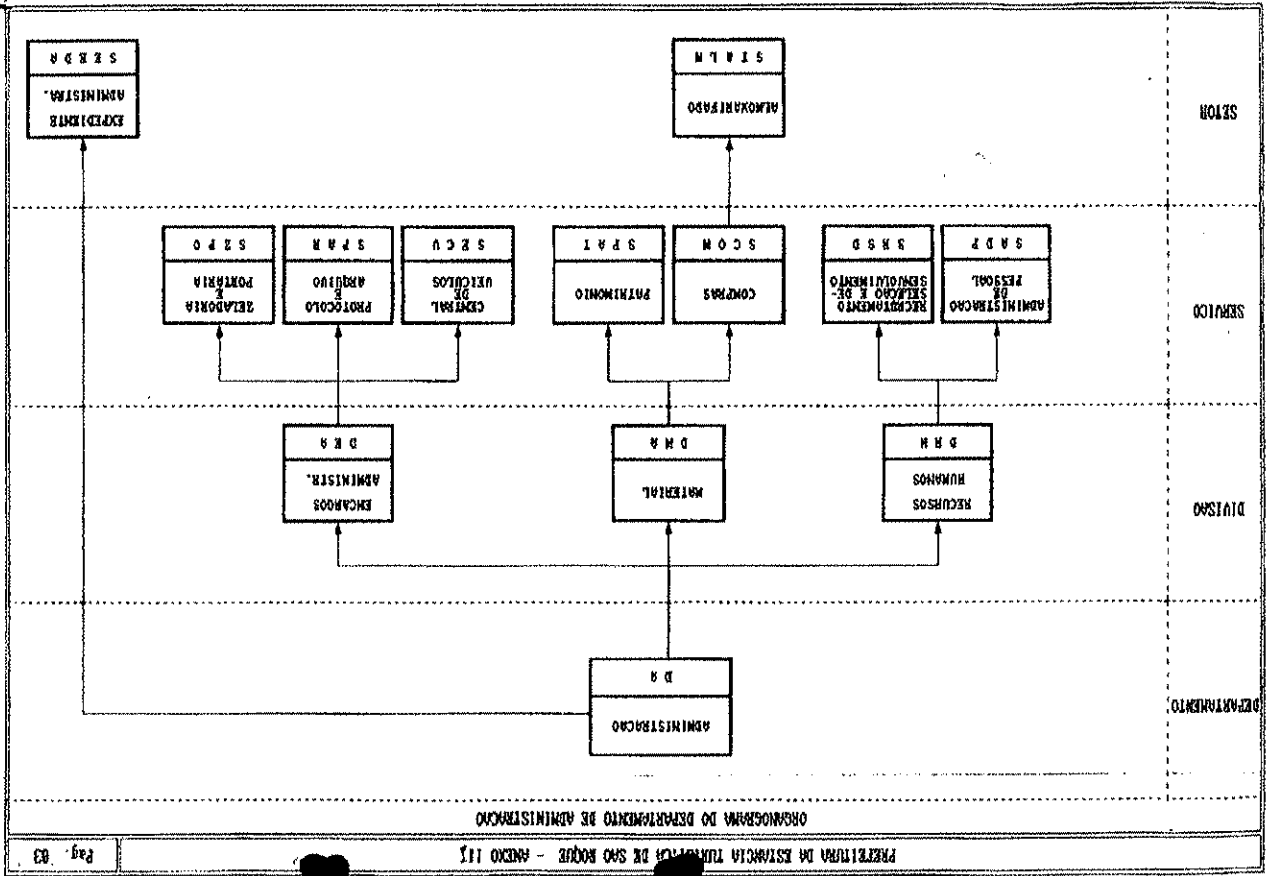 PREFEITURA DA ESTANCIA TURISTICA DE SAO ROQUE - ANEXO III
Pag. 03
ORGANOGRAMA DO DEPARTAMENTO DE ADMINISTRACAO
DEPARTAMENTO
ADMINISTRACAO
D A
DIVISAO
RECURSOS
HUMANOS
D R H
MATERIAL
D M A
ENCARGOS
ADMINISTR.
D E A
SERVICO
ADMINISTRACAO
DE
PESSOAL
S A D P
RECRUTAMENTO
SELECAO E DE-
SENVOLVIMENTO
S R S D
COMPRAS
S C O M
PATRIMONIO
S P A T
CENTRAL
DE
VEICULOS
S E C V
PROTOCOLO
E
ARQUIVO
S P A R
ZELADORIA
E
PORTARIA
S Z P O
SETOR
ALMOXARIFADO
S T A L M
EXPEDIENTE
ADMINISTRA.
S E E D A